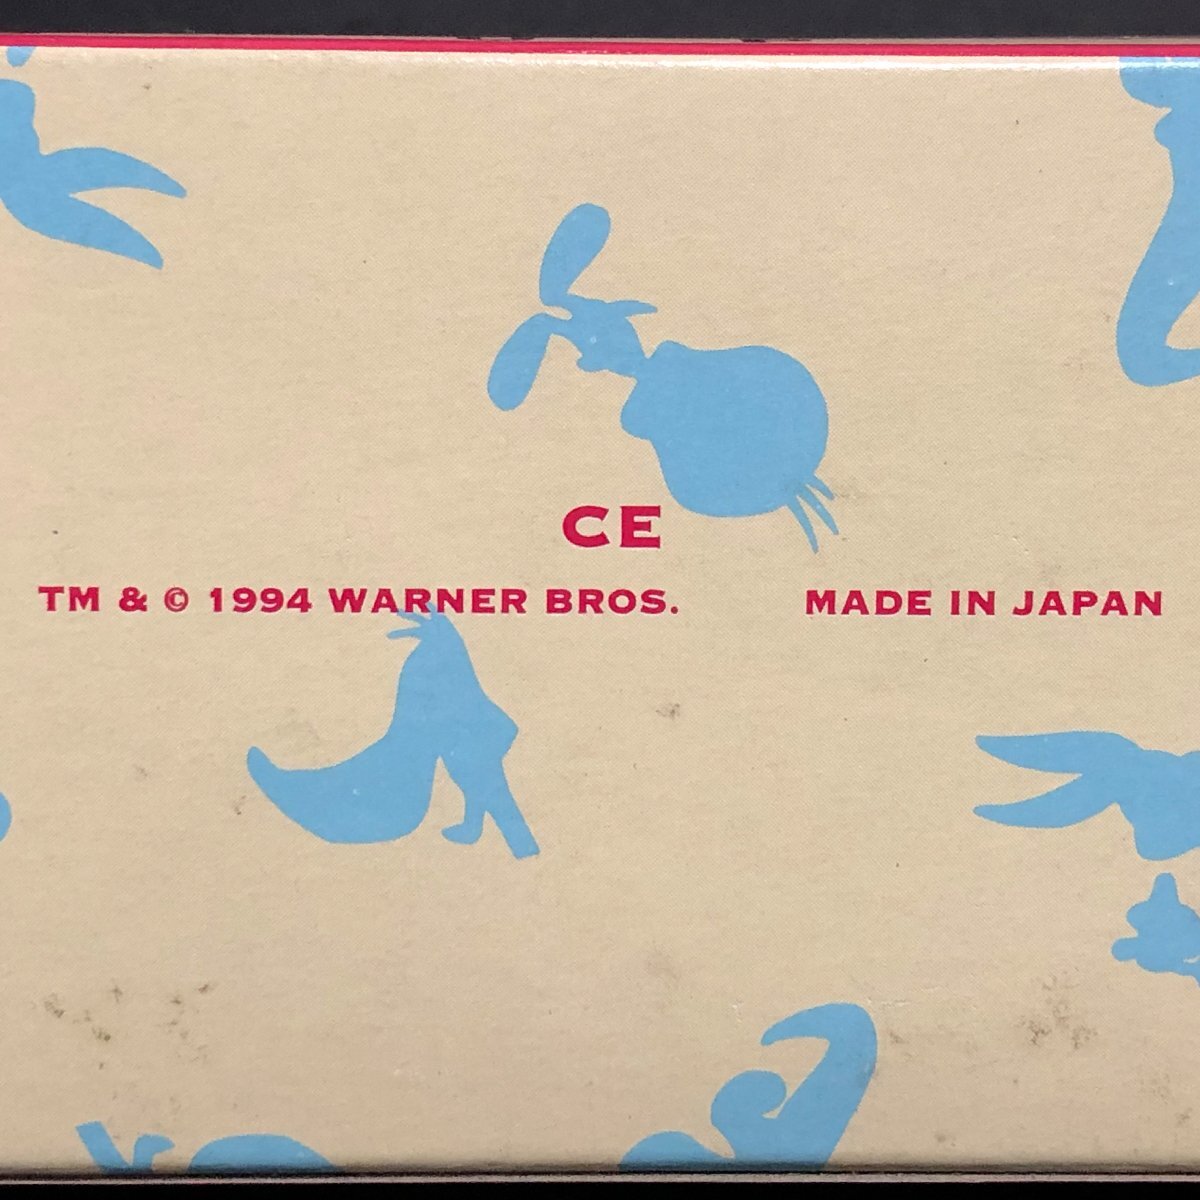 CE
TM & © 1994 WARNER BROS. MADE IN JAPAN